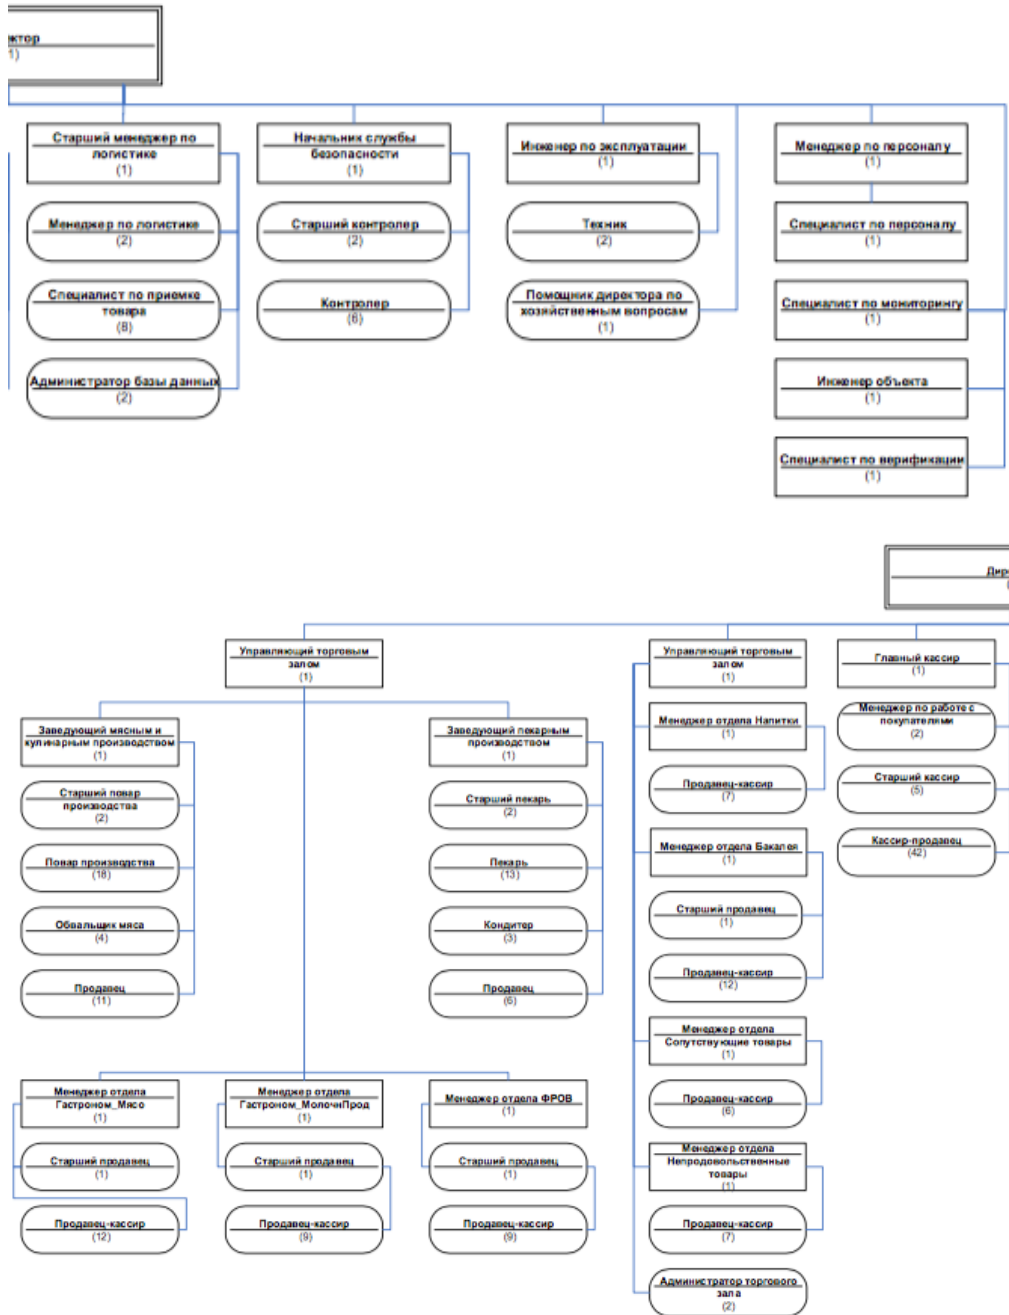 ктор
1)
Старший менеджер по
логистике
(1)
Менеджер по логистике
(2)
Специалист по приемке
товара
(8)
Администратор базы данных
(2)
Начальник службы
безопасности
(1)
Старший контролер
(2)
Контролер
(6)
Инженер по эксплуатации
(1)
Техник
(2)
Помощник директора по
хозяйственным вопросам
(1)
Менеджер по персоналу
(1)
Специалист по персоналу
(1)
Специалист по мониторингу
(1)
Инженер объекта
(1)
Специалист по верификации
(1)
Дире
(
Управляющий торговым
залом
(1)
Заведующий мясным и
кулинарным производством
(1)
Старший повар
производства
(2)
Повар производства
(18)
Обвальщик мяса
(4)
Продавец
(11)
Заведующий пекарным
производством
(1)
Старший пекарь
(2)
Пекарь
(13)
Кондитер
(3)
Продавец
(6)
Менеджер отдела
Гастроном_Мясо
(1)
Старший продавец
(1)
Продавец-кассир
(12)
Менеджер отдела
Гастроном_МолочнПрод
(1)
Старший продавец
(1)
Продавец-кассир
(9)
Менеджер отдела ФРОВ
(1)
Старший продавец
(1)
Продавец-кассир
(9)
Управляющий торговым
залом
(1)
Менеджер отдела Напитки
(1)
Продавец-кассир
(7)
Менеджер отдела Бакалея
(1)
Старший продавец
(1)
Продавец-кассир
(12)
Менеджер отдела
Сопутствующие товары
(1)
Продавец-кассир
(6)
Менеджер отдела
Непродовольственные
товары
(1)
Продавец-кассир
(7)
Администратор торгового
зала
(2)
Главный кассир
(1)
Менеджер по работе с
покупателями
(2)
Старший кассир
(5)
Кассир-продавец
(42)